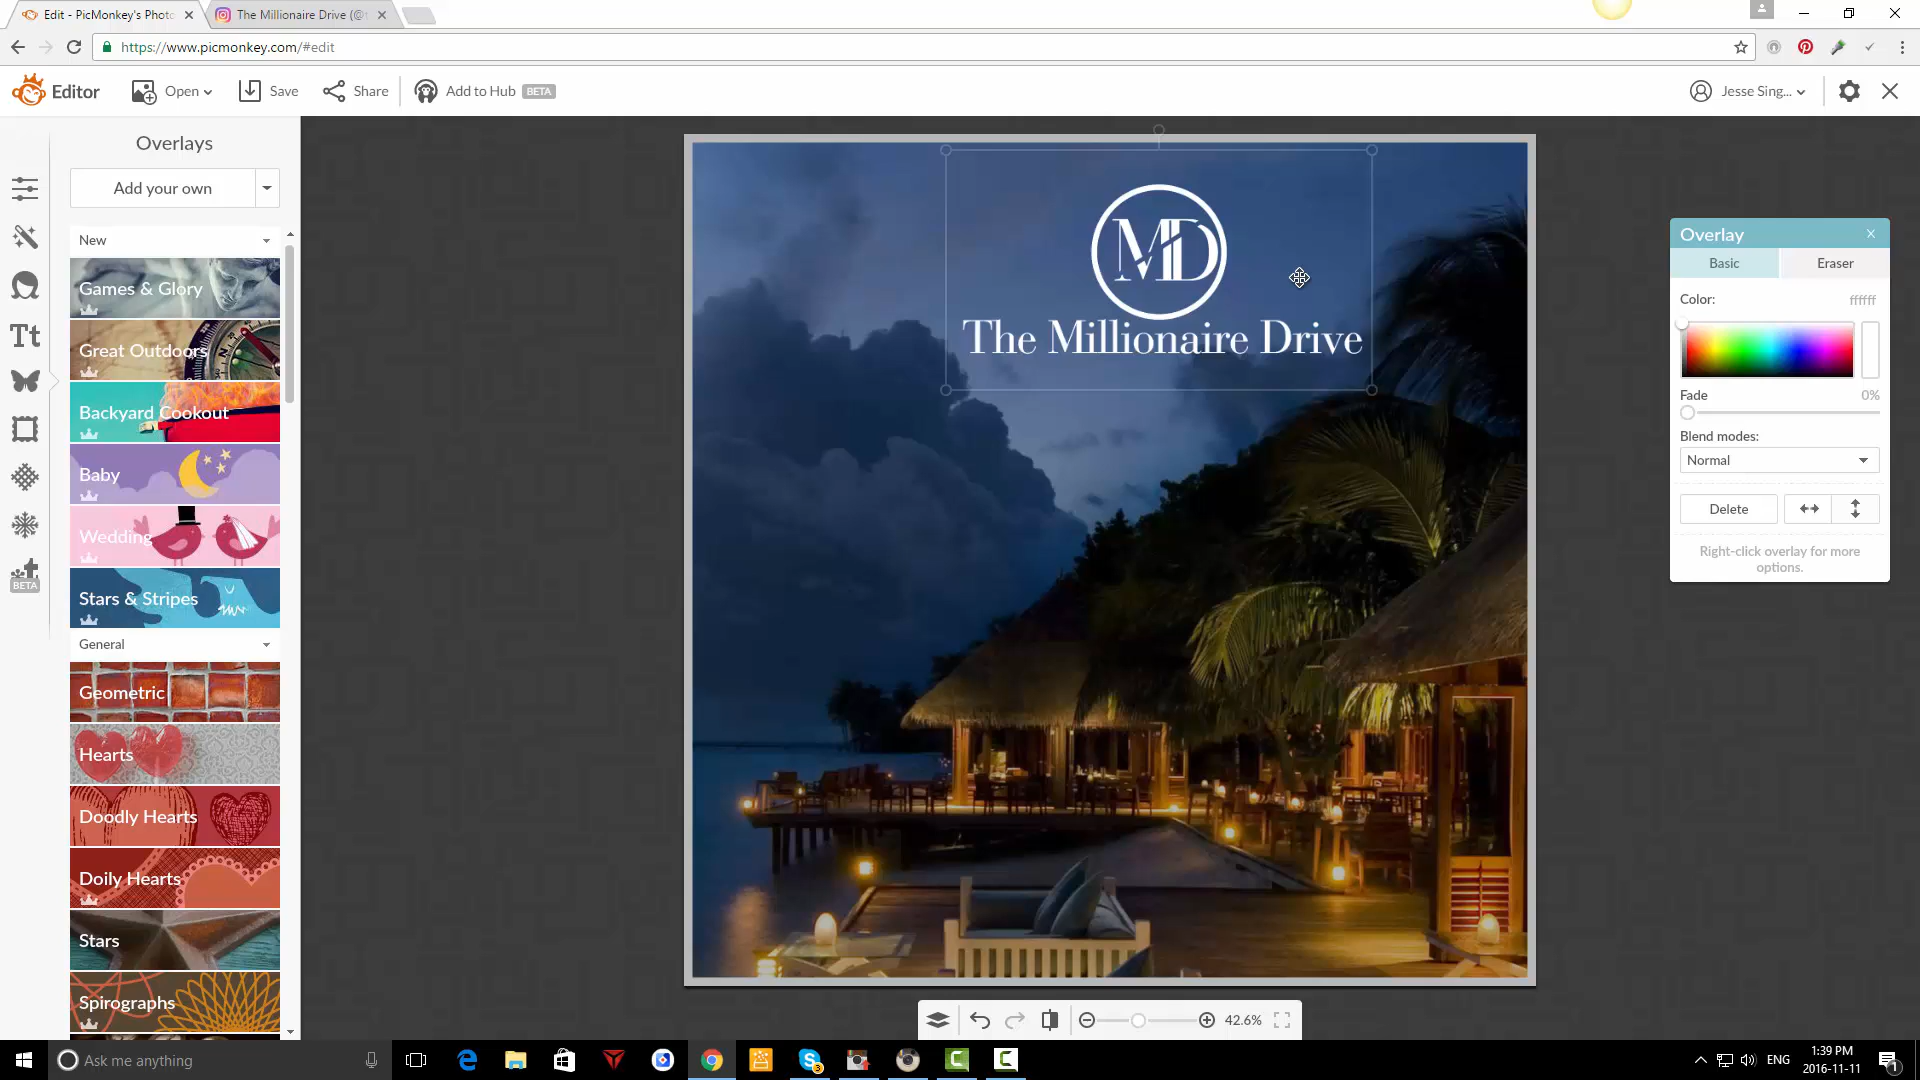 Edit - PicMonkey's Phot
The Millionaire Drive (@t
https://www.picmonkey.com/#edit
Editor
Open
Save
Share
Add to Hub
BETA
Jesse Sing...
Overlays
Add your own
New
Games & Glory
Great Outdoors
Backyard Cookout
Baby
Wedding
Stars & Stripes
General
Geometric
Hearts
Doodly Hearts
Doily Hearts
Stars
Spirographs
Tt
BETA
MD
The Millionaire Drive
Overlay
Basic
Eraser
Color:
ffffff
Fade
0%
Blend modes:
Normal
Delete
Right-click overlay for more
options.
42.6%
Ask me anything
3
ENG
1:39 PM
2016-11-11
1